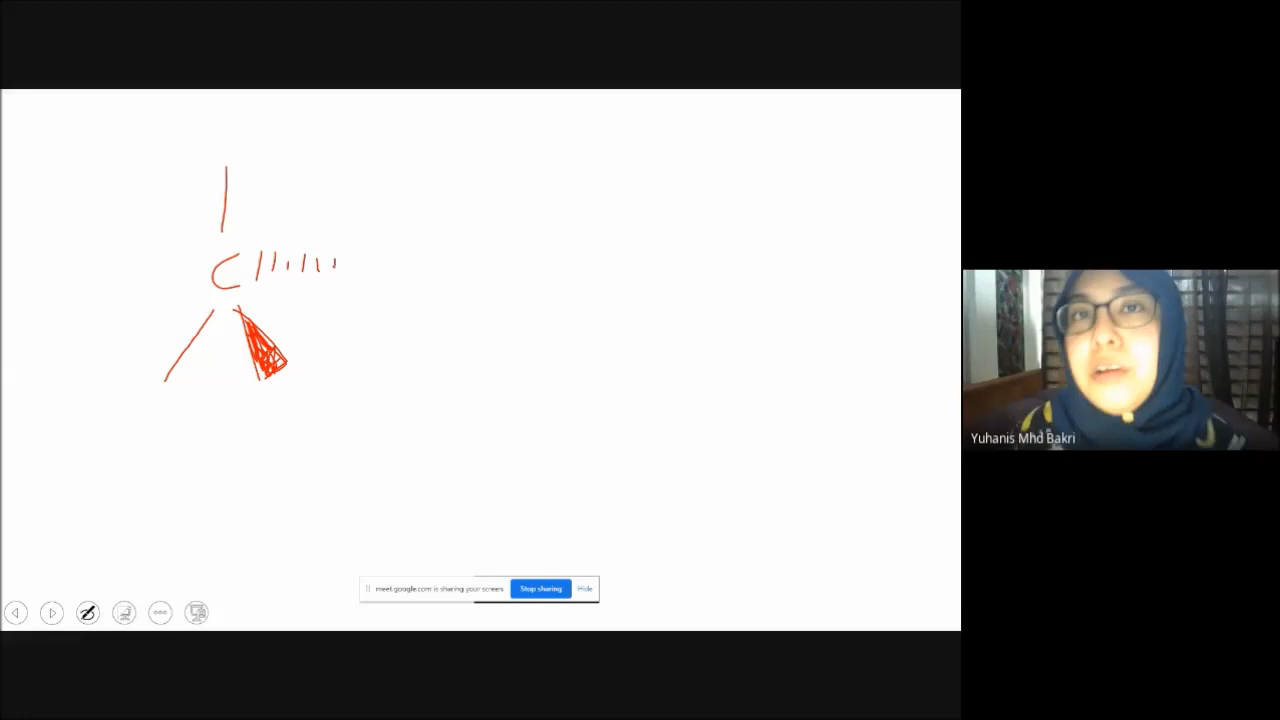 C
Yuhanis Mhd Bakri
meet.google.com is sharing your screen
Stop sharing
Hide